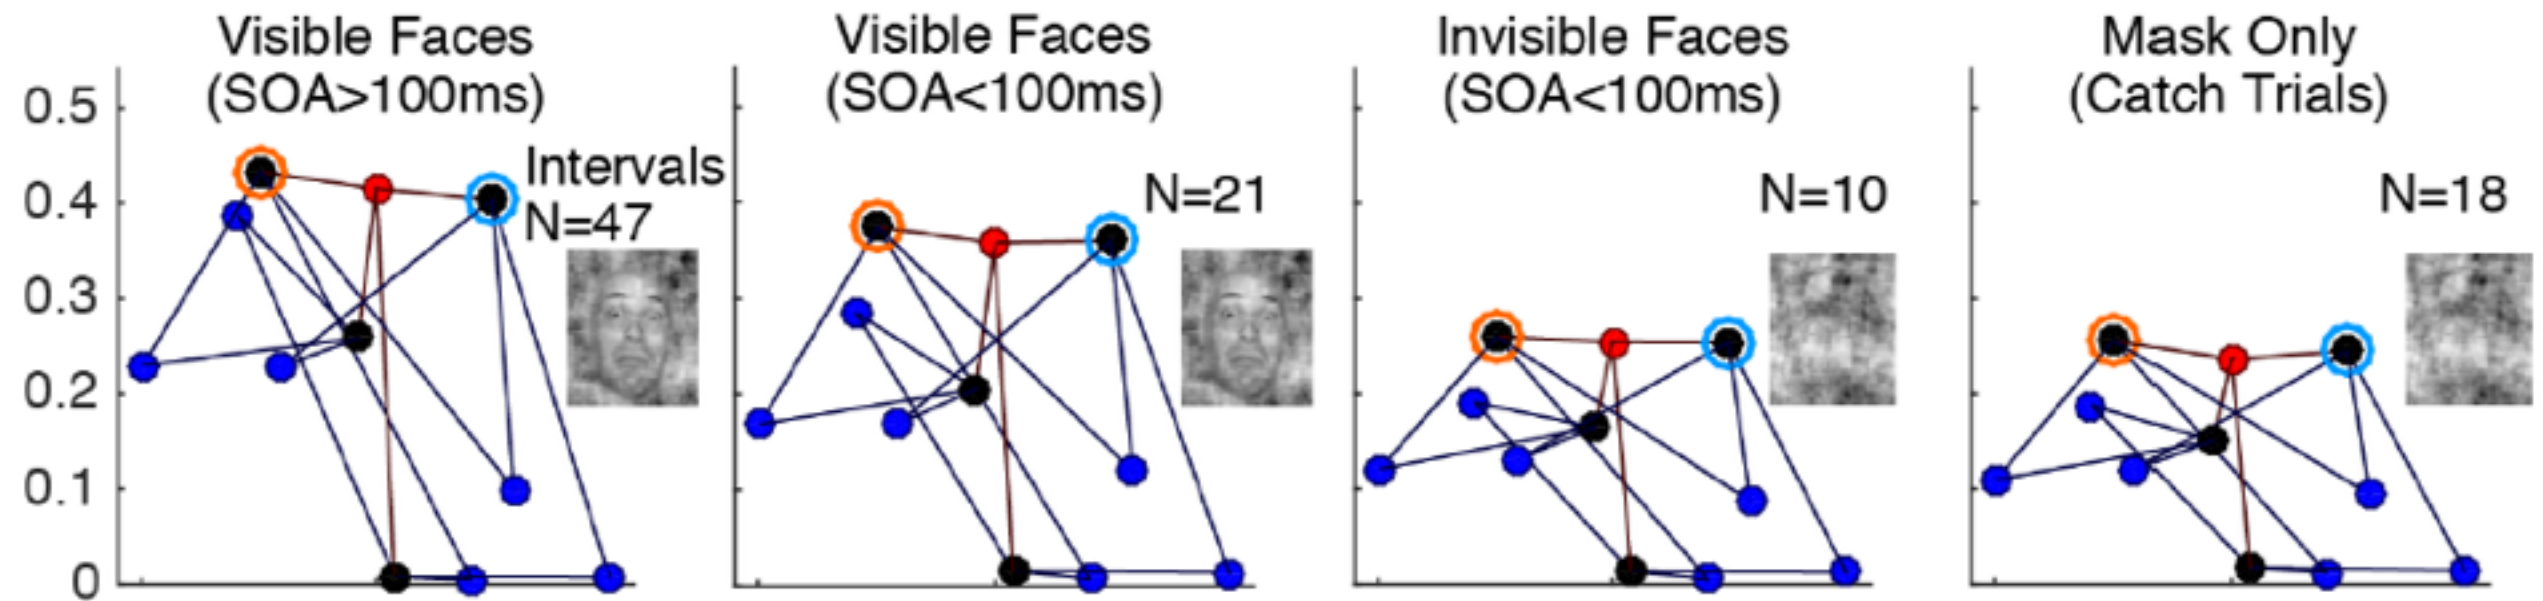 Visible Faces
(SOA>100ms)
Visible Faces
(SOA<100ms)
Invisible Faces
(SOA<100ms)
Mask Only
(Catch Trials)
0.5
0.4
0.3
0.2
0.1
0
Intervals
N=47
N=21
N=10
N=18